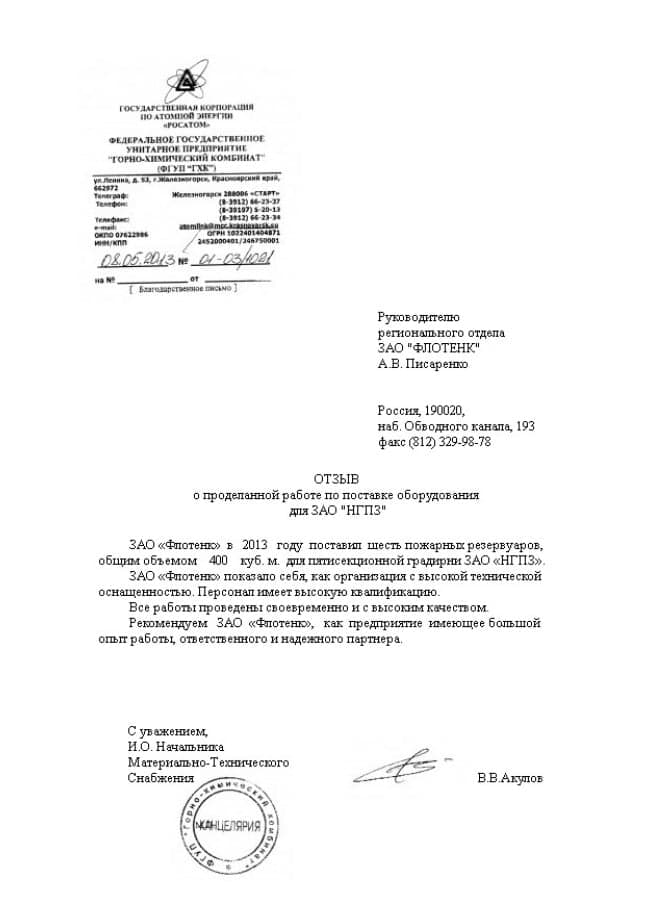 ГОСУДАРСТВЕННАЯ КОРПОРАЦИЯ
ПО АТОМНОЙ ЭНЕРГИИ
«РОСАТОМ»
ФЕДЕРАЛЬНОЕ ГОСУДАРСТВЕННОЕ
УНИТАРНОЕ ПРЕДПРИЯТИЕ
"ГОРНО-ХИМИЧЕСКИЙ КОМБИНАТ"
(ФГУП "ГХК")
ул.Ленина, д. 53, г.Железногорск, Красноярский край,
662972
Телеграф: Железногорск 288006 «СТАРТ»
Телефон: (8-3912) 66-23-37
(8-39197) 5-20-13
Телефакс: (8-3912) 66-23-34
e-mail: atomlink@mcc.krasnoyarsk.su
ОКПО 07622986 ОГРН 1022401404871
ИНН/КПП 2452000401/246750001
08.05.2013 № 01-03/1021
на № от
[ Благодарственное письмо ]
Руководителю
регионального отдела
ЗАО "ФЛОТЕНК"
А.В. Писаренко
Россия, 190020,
наб. Обводного канала, 193
факс (812) 329-98-78
ОТЗЫВ
о проделанной работе по поставке оборудования
для ЗАО "НГПЗ"
ЗАО «Флотенк» в 2013 году поставил шесть пожарных резервуаров,
общим объемом 400 куб. м. для пятисекционной градирни ЗАО «НГПЗ».
ЗАО «Флотенк» показало себя, как организация с высокой технической
оснащенностью. Персонал имеет высокую квалификацию.
Все работы проведены своевременно и с высоким качеством.
Рекомендуем ЗАО «Флотенк», как предприятие имеющее большой
опыт работы, ответственного и надежного партнера.
С уважением,
И.О. Начальника
Материально-Технического
Снабжения В.В.Акулов
ФГУП "Горно-химический комбинат"
КАНЦЕЛЯРИЯ